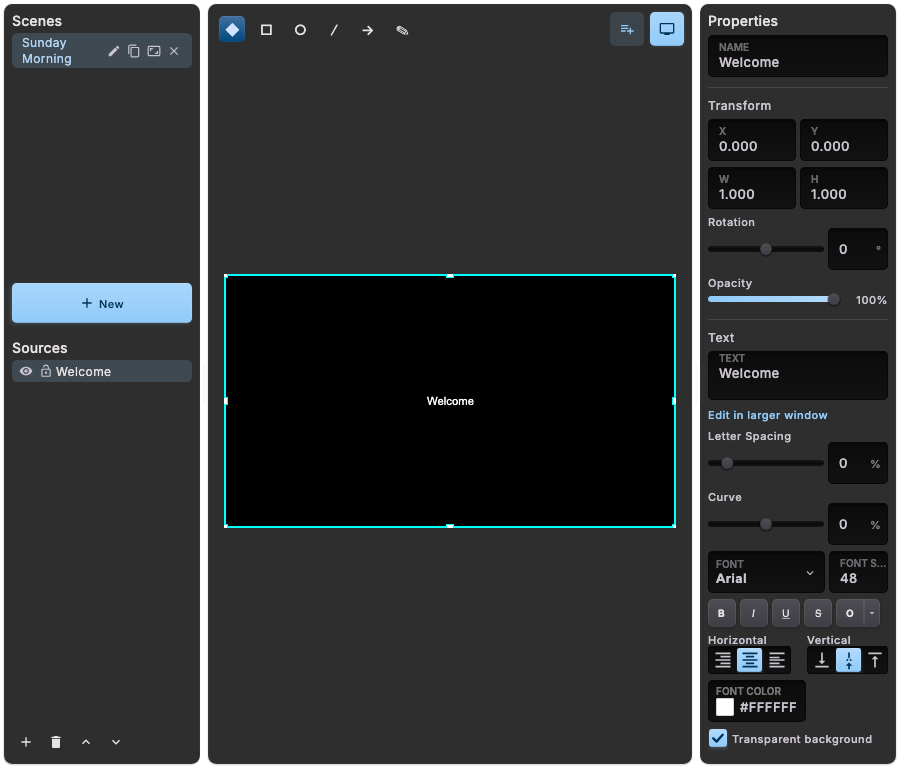 Scenes
Sunday
Morning
+ New
Sources
Welcome
Welcome
Properties
NAME
Welcome
Transform
X
0.000
Y
0.000
W
1.000
H
1.000
Rotation
0 °
Opacity
100%
Text
TEXT
Welcome
Edit in larger window
Letter Spacing
0 %
Curve
0 %
FONT
Arial
FONT S...
48
B I U S O
Horizontal
Vertical
FONT COLOR
#FFFFFF
Transparent background